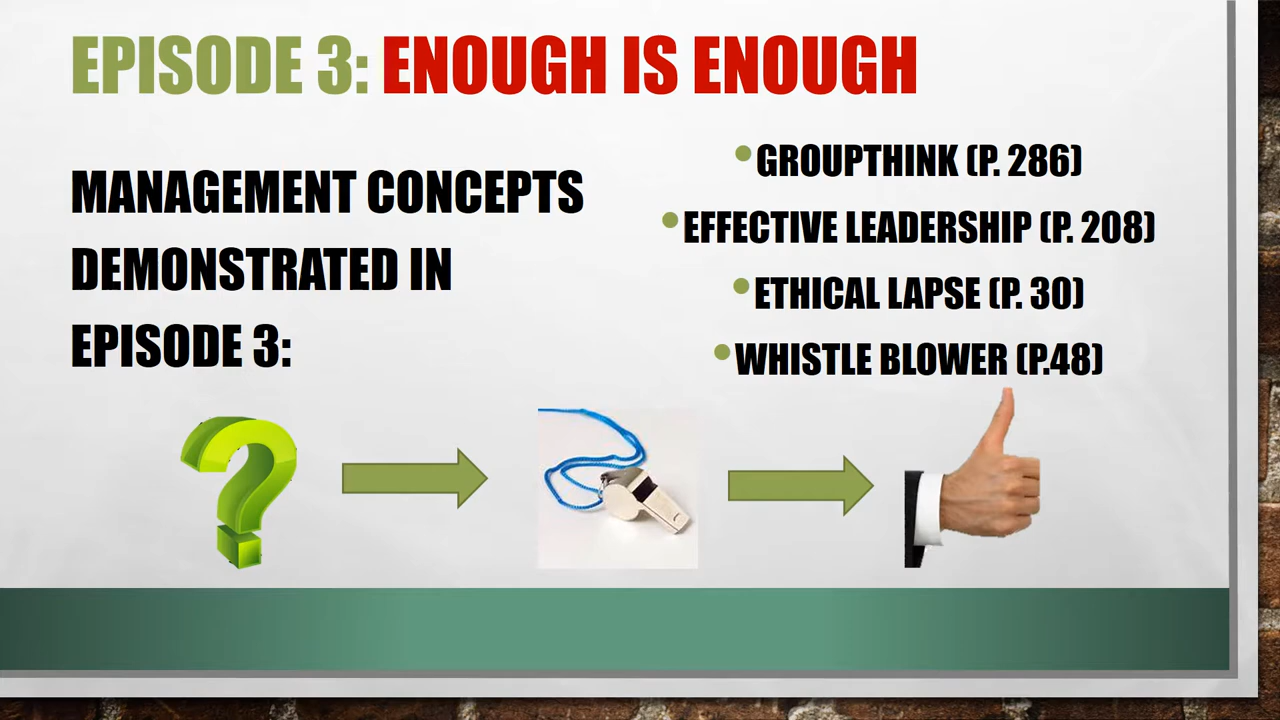 EPISODE 3: ENOUGH IS ENOUGH
MANAGEMENT CONCEPTS
DEMONSTRATED IN
EPISODE 3:
•GROUPTHINK (P. 286)
•EFFECTIVE LEADERSHIP (P. 208)
•ETHICAL LAPSE (P. 30)
•WHISTLE BLOWER (P.48)